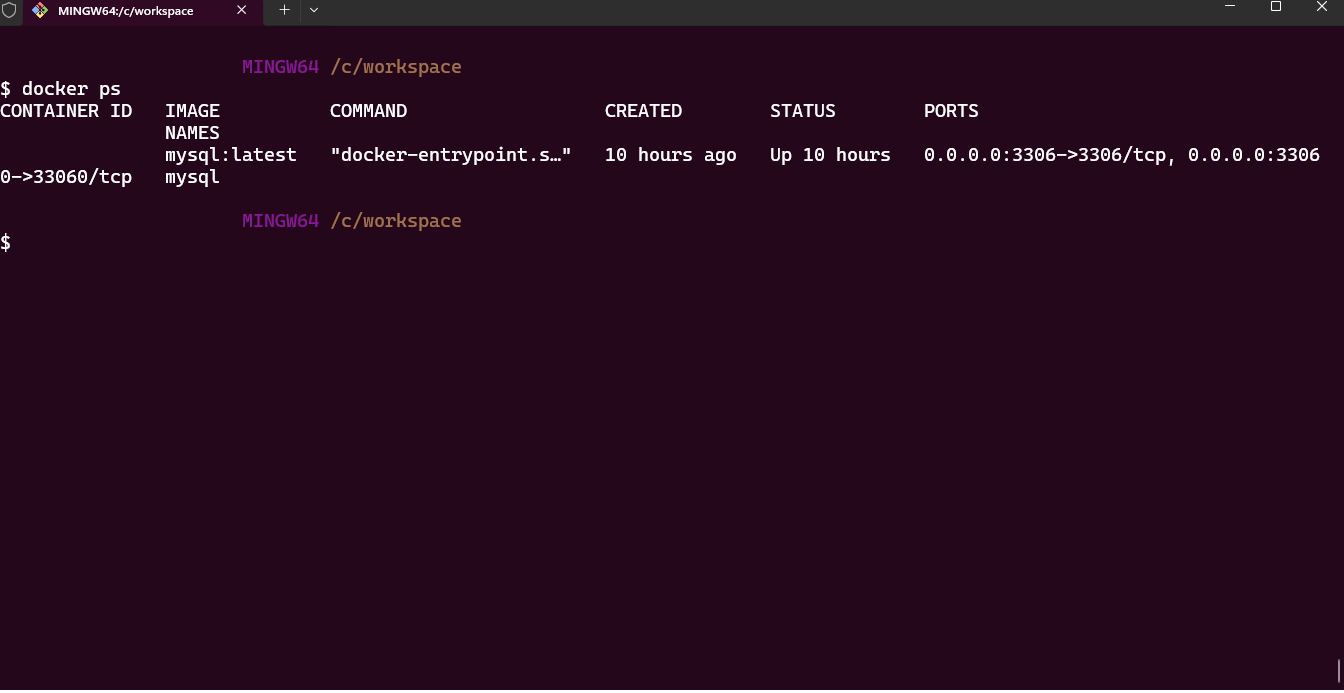 MINGW64:/c/workspace
MINGW64 /c/workspace
$ docker ps
CONTAINER ID   IMAGE          COMMAND                  CREATED        STATUS        PORTS
               NAMES
               mysql:latest   "docker-entrypoint.s…"   10 hours ago   Up 10 hours   0.0.0.0:3306->3306/tcp, 0.0.0.0:3306
0->33060/tcp   mysql
MINGW64 /c/workspace
$